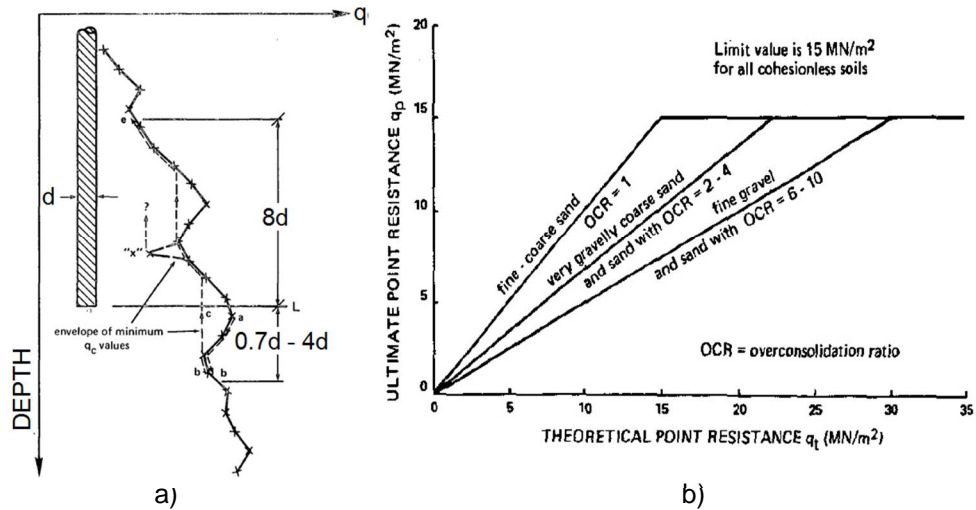 q
e
d
8d
?
"x"
L
c
a
envelope of minimum
qc values
0.7d - 4d
b
b
DEPTH
a)
ULTIMATE POINT RESISTANCE qp (MN/m²)
20
15
10
5
0
Limit value is 15 MN/m²
for all cohesionless soils
fine - coarse sand
OCR = 1
very gravelly coarse sand
and sand with OCR = 2 - 4
fine gravel
and sand with OCR = 6 - 10
OCR = overconsolidation ratio
0
5
10
15
20
25
30
35
THEORETICAL POINT RESISTANCE qt (MN/m²)
b)